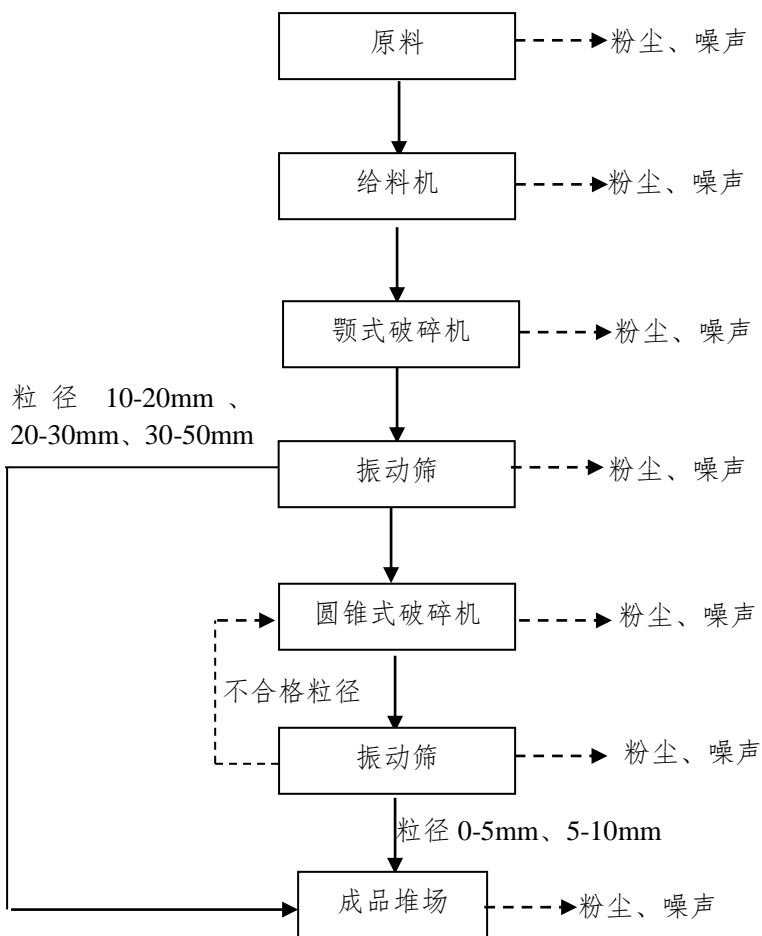 原料
粉尘、噪声
给料机
粉尘、噪声
颚式破碎机
粉尘、噪声
粒径 10-20mm、
20-30mm、30-50mm
振动筛
粉尘、噪声
圆锥式破碎机
粉尘、噪声
不合格粒径
振动筛
粉尘、噪声
粒径 0-5mm、5-10mm
成品堆场
粉尘、噪声